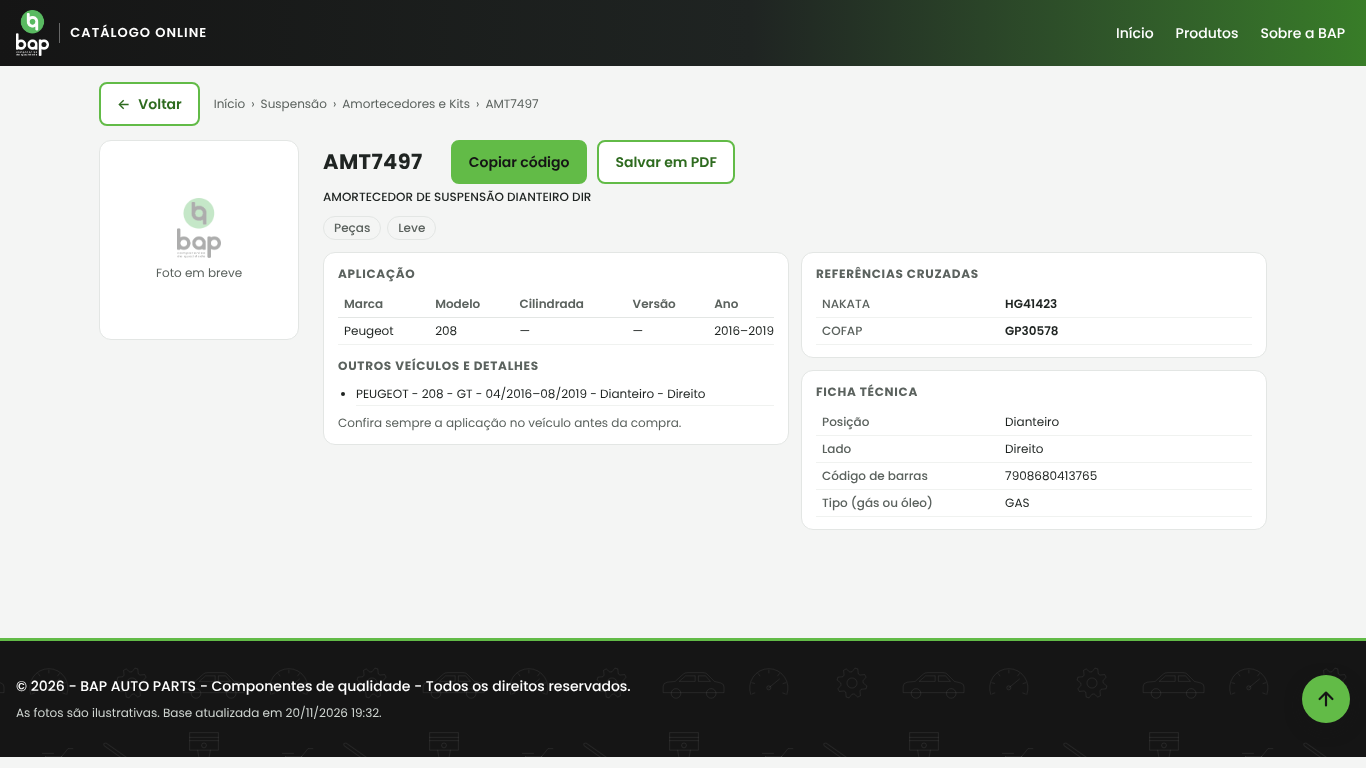 bap
CATÁLOGO ONLINE
Início
Produtos
Sobre a BAP
← Voltar
Início › Suspensão › Amortecedores e Kits › AMT7497
bap
Foto em breve
AMT7497
Copiar código
Salvar em PDF
AMORTECEDOR DE SUSPENSÃO DIANTEIRO DIR
Peças
Leve
APLICAÇÃO
Marca Modelo Cilindrada Versão Ano
Peugeot 208 — — 2016–2019
OUTROS VEÍCULOS E DETALHES
• PEUGEOT - 208 - GT - 04/2016–08/2019 - Dianteiro - Direito
Confira sempre a aplicação no veículo antes da compra.
REFERÊNCIAS CRUZADAS
NAKATA HG41423
COFAP GP30578
FICHA TÉCNICA
Posição Dianteiro
Lado Direito
Código de barras 7908680413765
Tipo (gás ou óleo) GAS
© 2026 - BAP AUTO PARTS - Componentes de qualidade - Todos os direitos reservados.
As fotos são ilustrativas. Base atualizada em 20/11/2026 19:32.